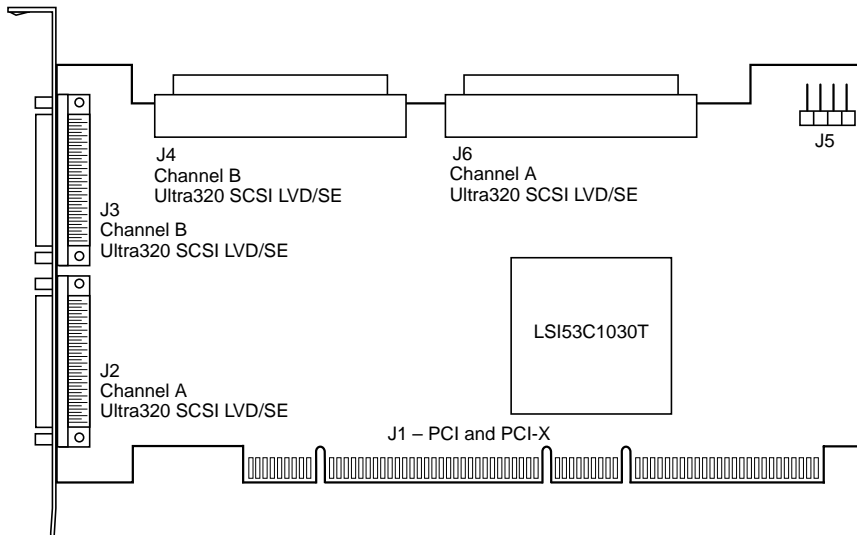 J4
Channel B
Ultra320 SCSI LVD/SE
J6
Channel A
Ultra320 SCSI LVD/SE
J5
J3
Channel B
Ultra320 SCSI LVD/SE
LSI53C1030T
J2
Channel A
Ultra320 SCSI LVD/SE
J1 – PCI and PCI-X